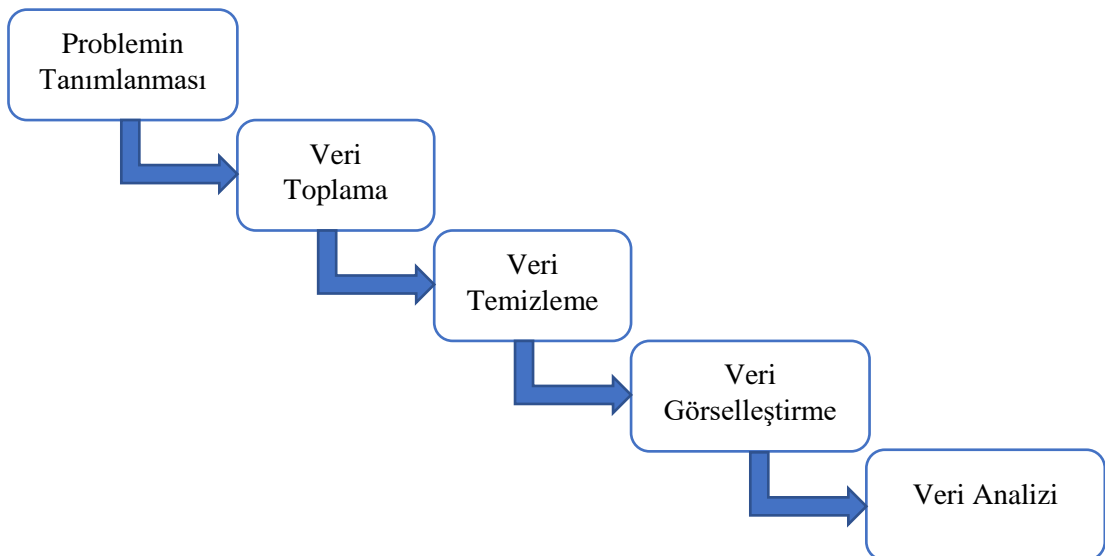 Problemin
Tanımlanması
Veri
Toplama
Veri
Temizleme
Veri
Görselleştirme
Veri Analizi